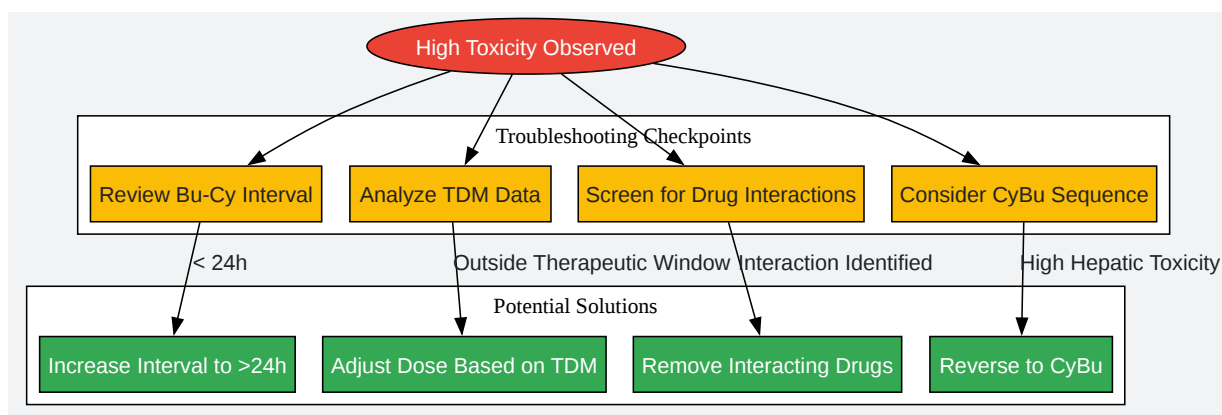 High Toxicity Observed
Troubleshooting Checkpoints
Review Bu-Cy Interval
Analyze TDM Data
Screen for Drug Interactions
Consider CyBu Sequence
< 24h
Outside Therapeutic Window
Interaction Identified
High Hepatic Toxicity
Potential Solutions
Increase Interval to >24h
Adjust Dose Based on TDM
Remove Interacting Drugs
Reverse to CyBu